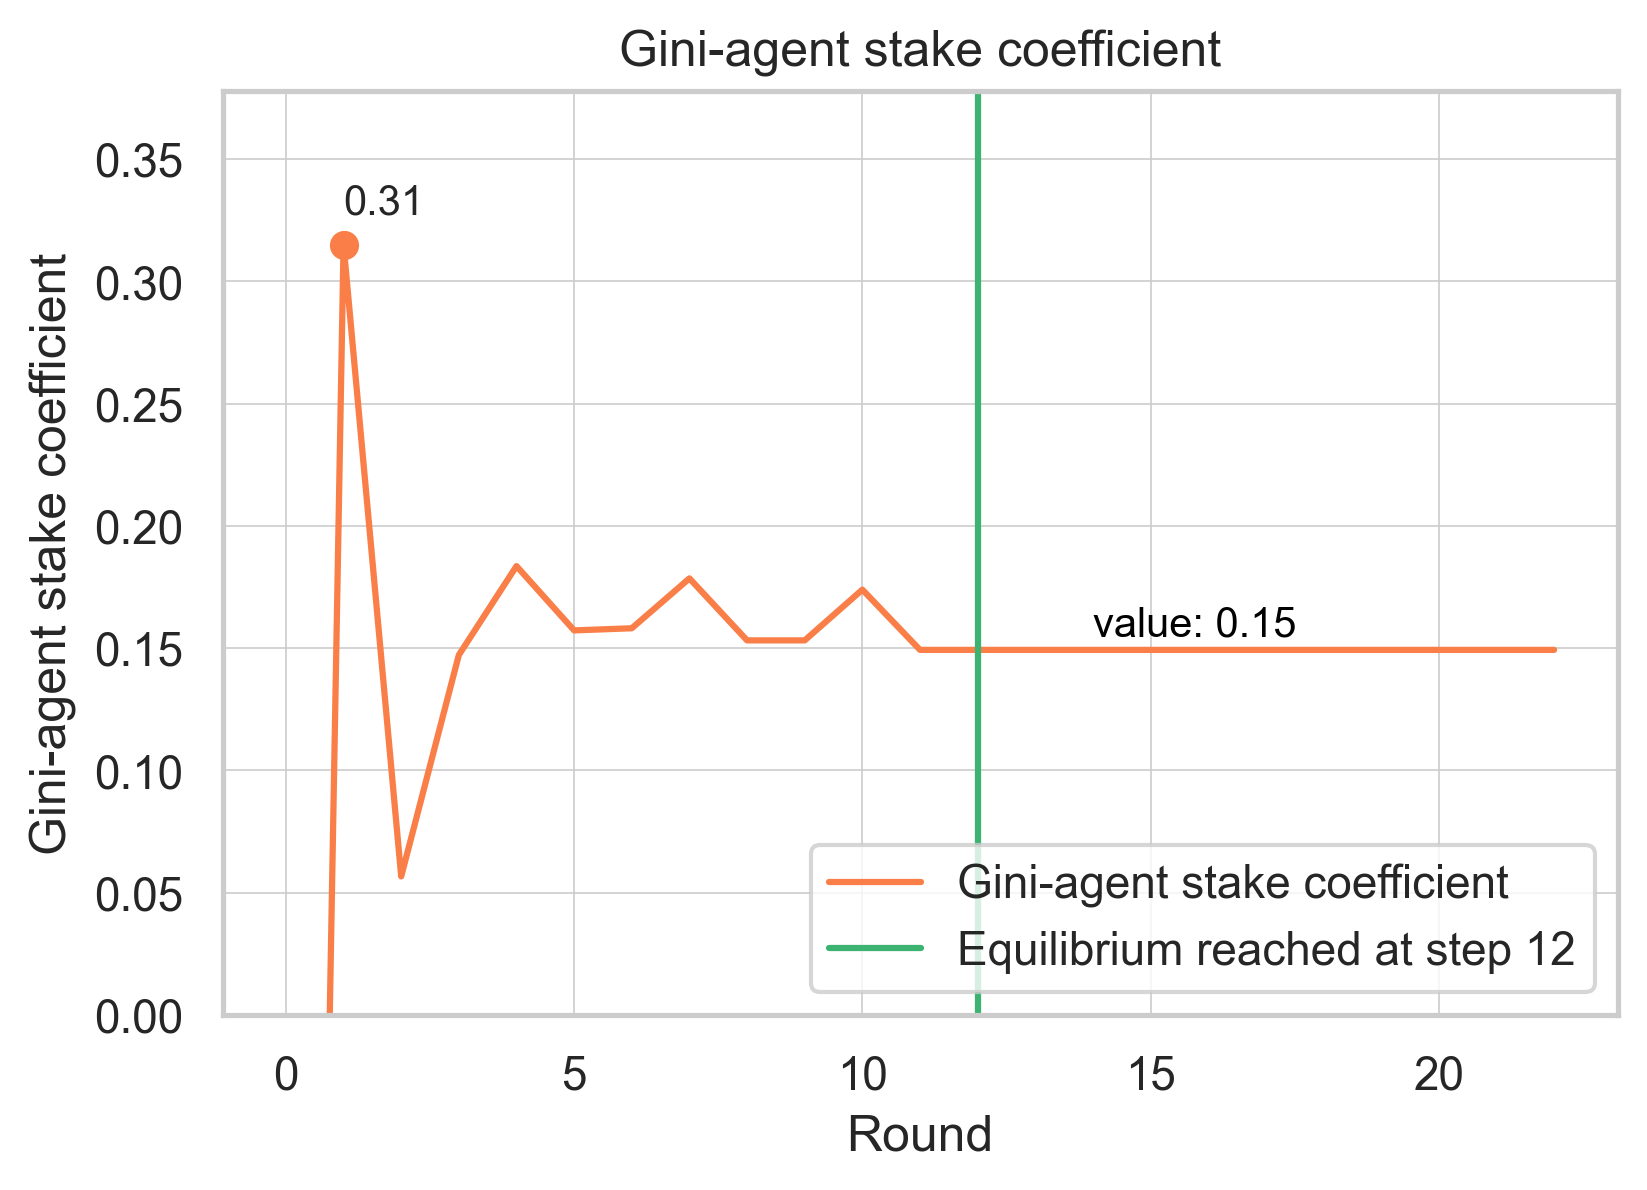 Gini-agent stake coefficient
Gini-agent stake coefficient
0.35
0.30
0.25
0.20
0.15
0.10
0.05
0.00
0.31
value: 0.15
Gini-agent stake coefficient
Equilibrium reached at step 12
0 5 10 15 20
Round